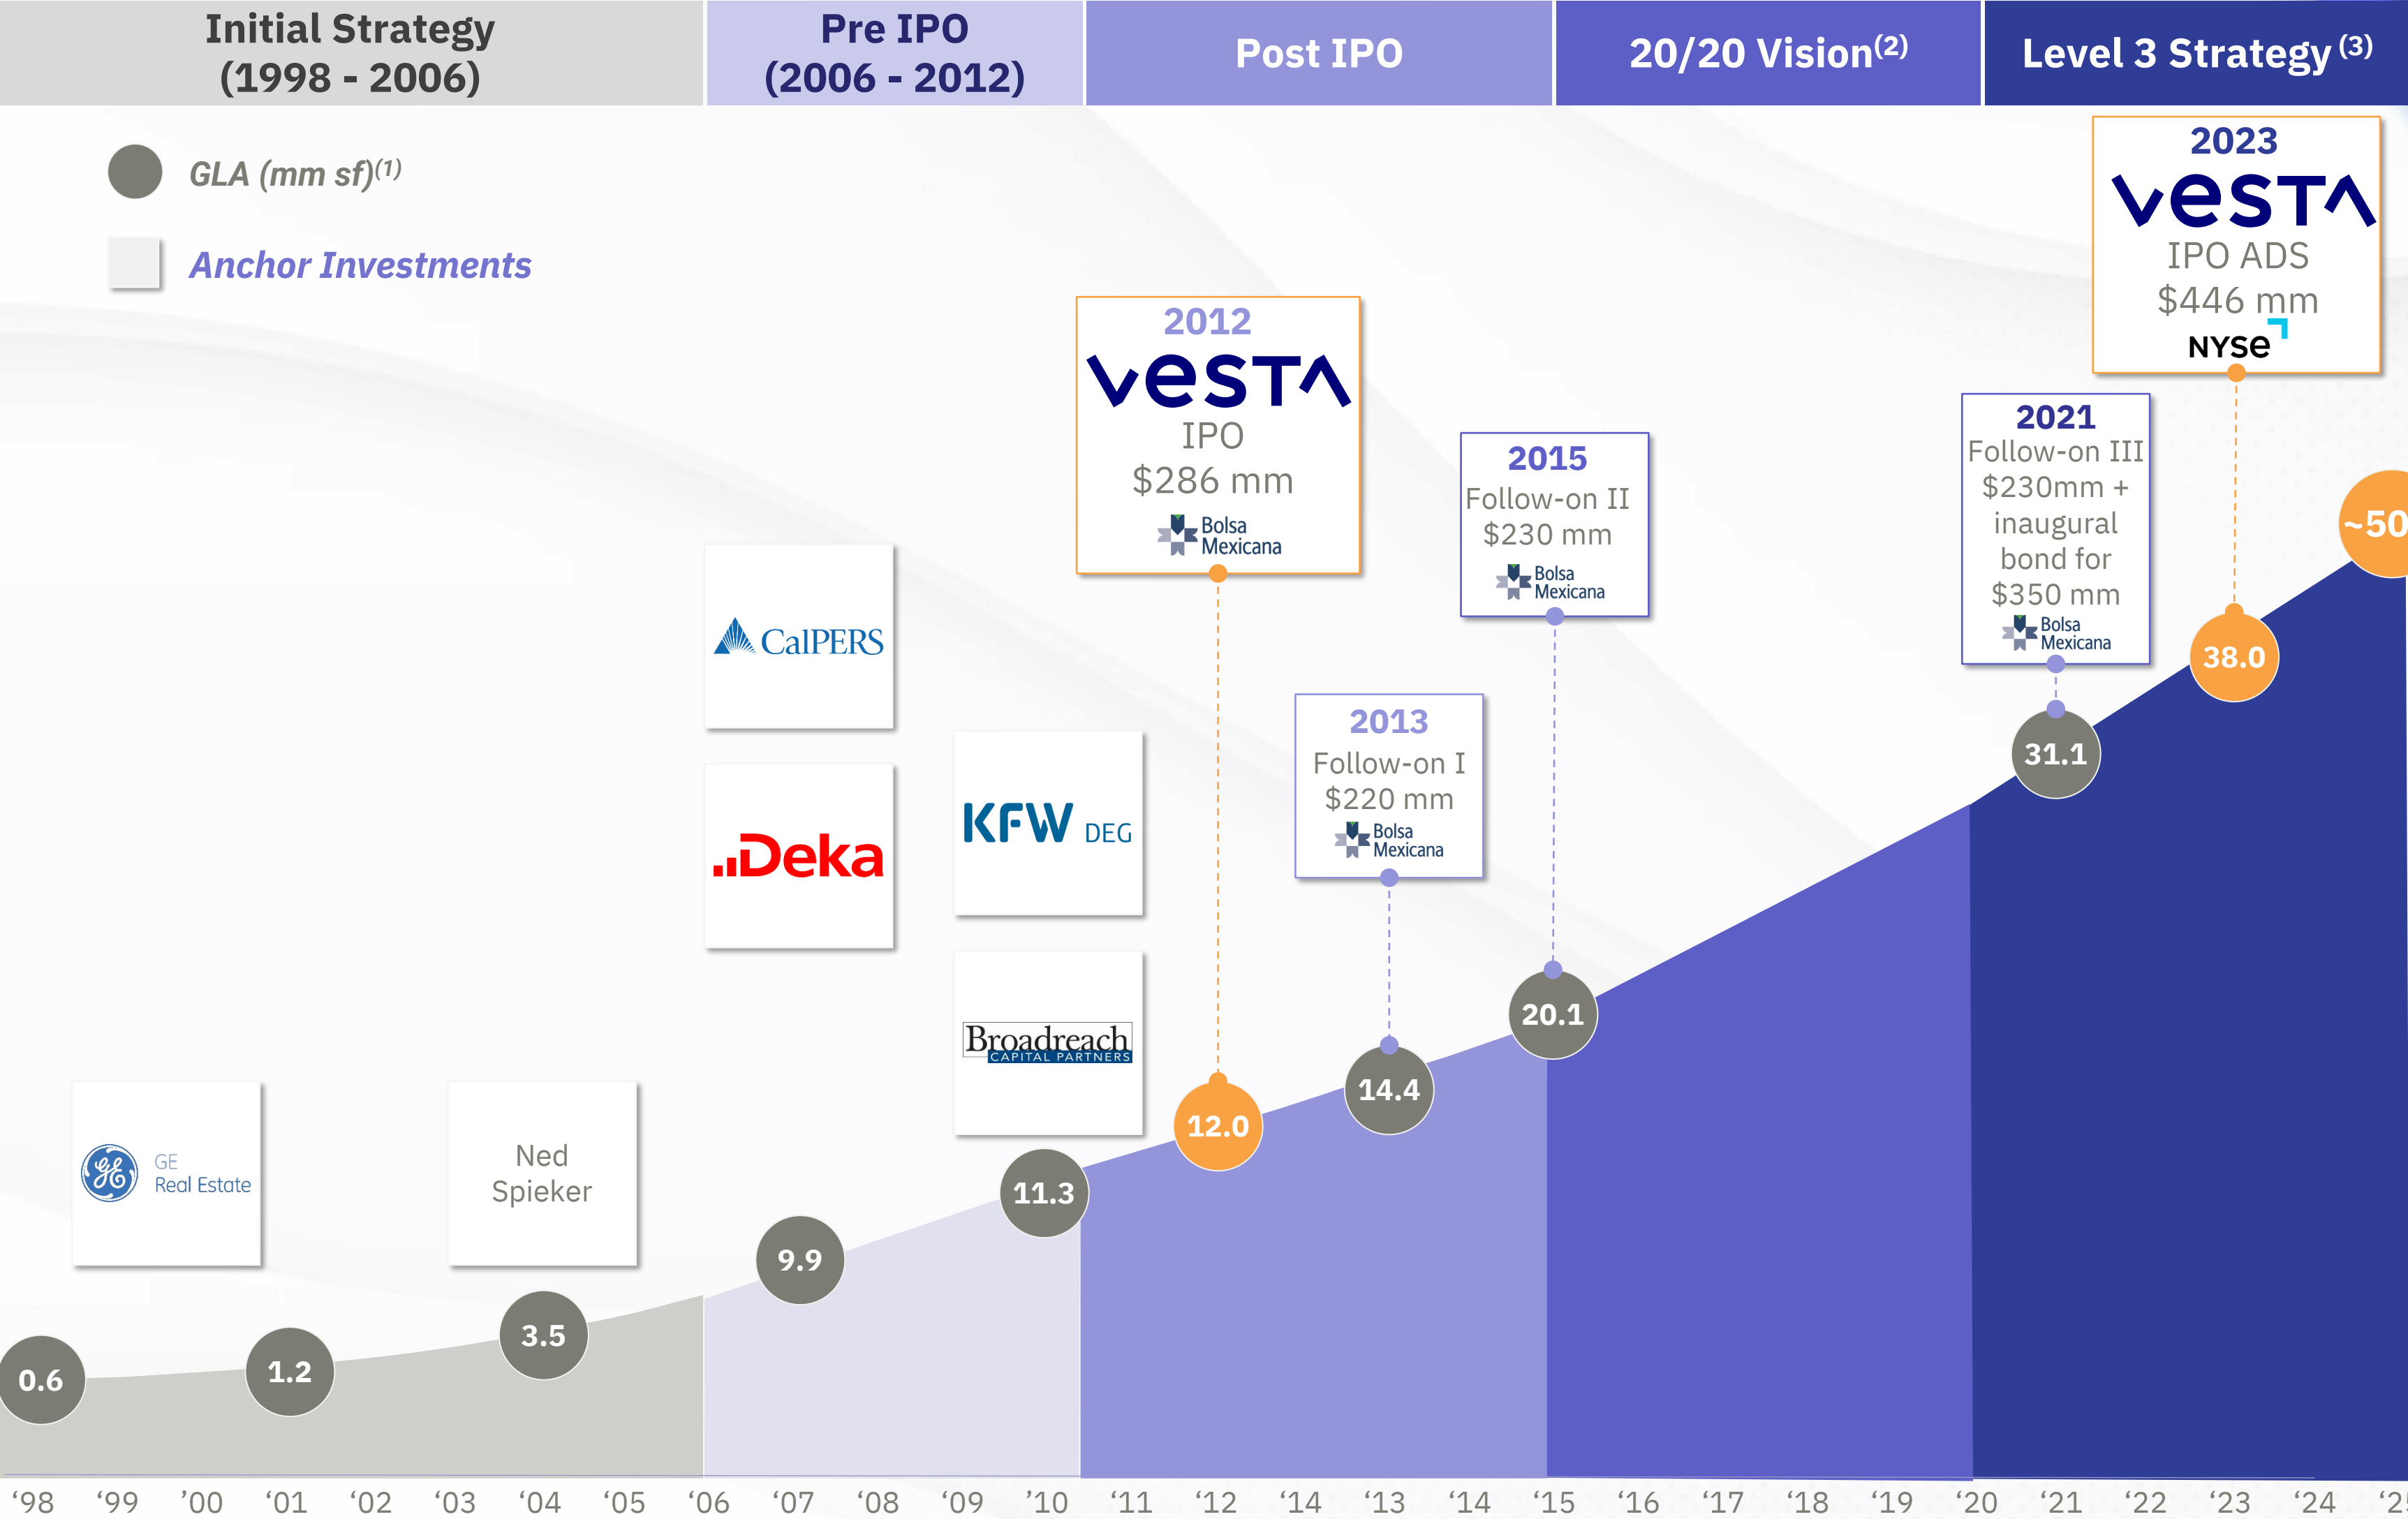 Initial Strategy
(1998 - 2006)
Pre IPO
(2006 - 2012)
Post IPO
20/20 Vision(2)
Level 3 Strategy (3)
GLA (mm sf)(1)
Anchor Investments
2023
VESTA
IPO ADS
$446 mm
NYSE
2012
VESTA
IPO
$286 mm
Bolsa
Mexicana
2015
Follow-on II
$230 mm
Bolsa
Mexicana
2021
Follow-on III
$230mm +
inaugural
bond for
$350 mm
Bolsa
Mexicana
2013
Follow-on I
$220 mm
Bolsa
Mexicana
CalPERS
Deka
KFW DEG
Broadreach
CAPITAL PARTNERS
GE
GE
Real Estate
Ned
Spieker
0.6
1.2
3.5
9.9
11.3
12.0
14.4
20.1
31.1
38.0
~50
‘98 ‘99 ’00 ‘01 ‘02 ‘03 ‘04 ‘05 ‘06 ‘07 ‘08 ‘09 ’10 ‘11 ‘12 ‘14 ‘13 ‘14 ‘15 ‘16 ‘17 ‘18 ‘19 ‘20 ‘21 ‘22 ‘23 ‘24